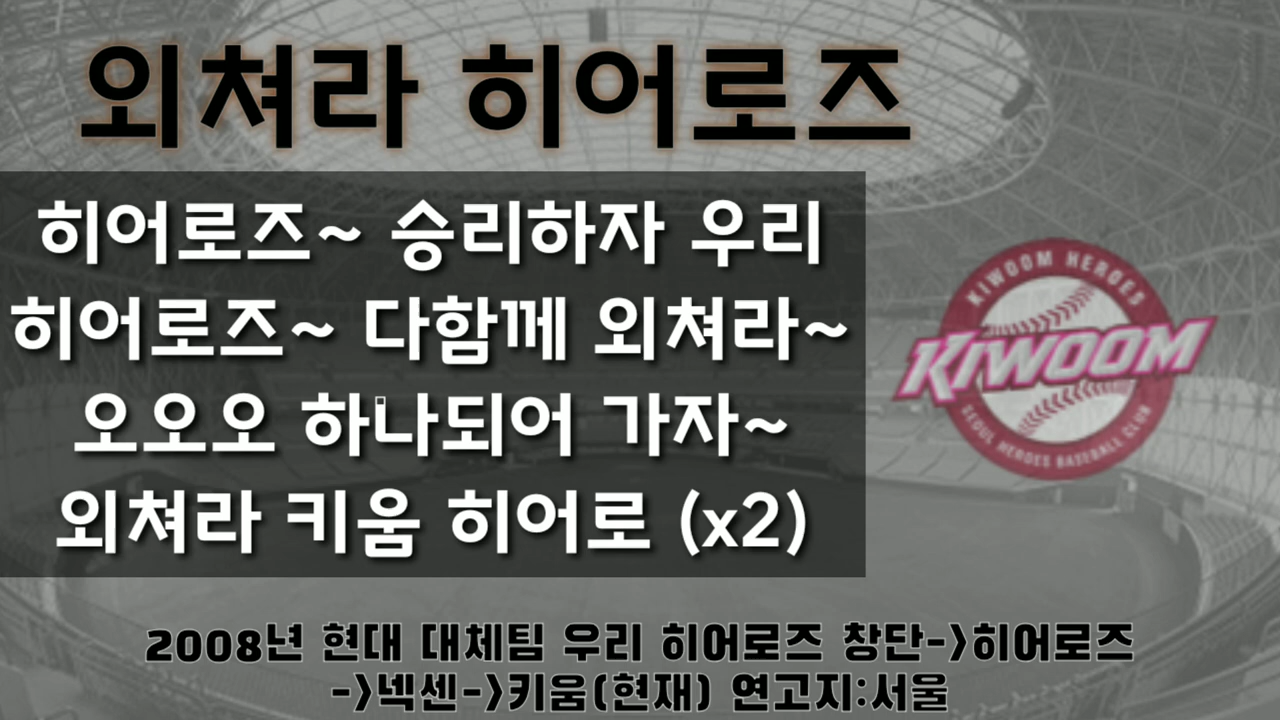 외쳐라 히어로즈
히어로즈~ 승리하자 우리
히어로즈~ 다함께 외쳐라~
오오오 하나되어 가자~
외쳐라 키움 히어로 (x2)
KIWOOM HEROES
KIWOOM
SEOUL HEROES BASEBALL CLUB
2008년 현대 대체팀 우리 히어로즈 창단->히어로즈
->넥센->키움(현재) 연고지:서울